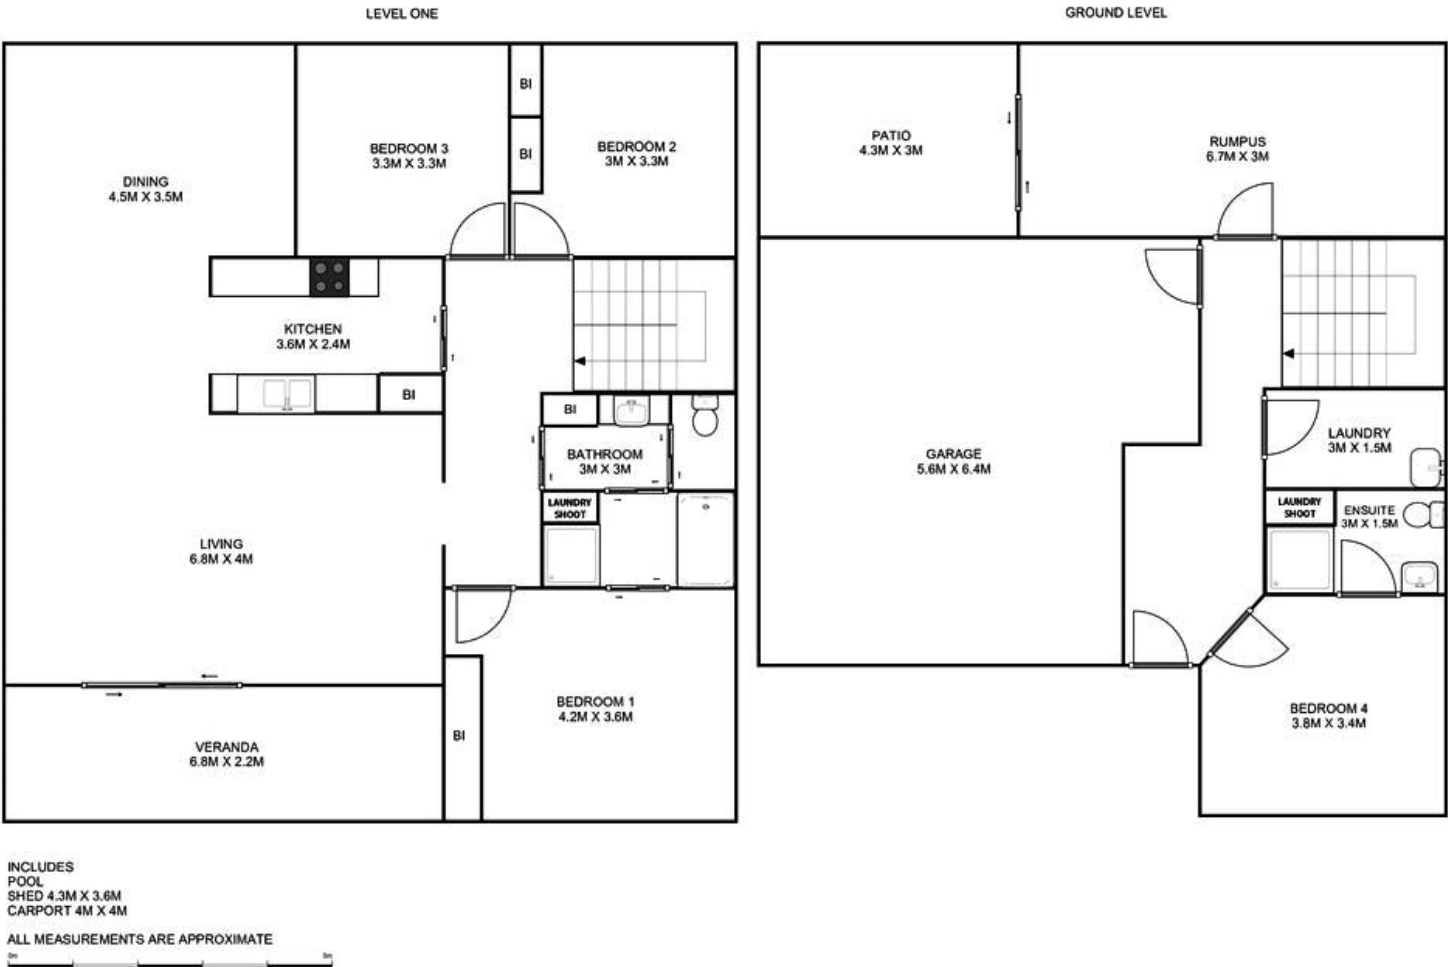 LEVEL ONE
GROUND LEVEL
BI
BI
BEDROOM 3
3.3M X 3.3M
BEDROOM 2
3M X 3.3M
DINING
4.5M X 3.5M
KITCHEN
3.6M X 2.4M
BI
BI
BATHROOM
3M X 3M
LAUNDRY
SHOOT
LIVING
6.8M X 4M
BEDROOM 1
4.2M X 3.6M
BI
VERANDA
6.8M X 2.2M
PATIO
4.3M X 3M
RUMPUS
6.7M X 3M
GARAGE
5.6M X 6.4M
LAUNDRY
3M X 1.5M
LAUNDRY
SHOOT
ENSUITE
3M X 1.5M
BEDROOM 4
3.8M X 3.4M
INCLUDES
POOL
SHED 4.3M X 3.6M
CARPORT 4M X 4M
ALL MEASUREMENTS ARE APPROXIMATE
0m
5m